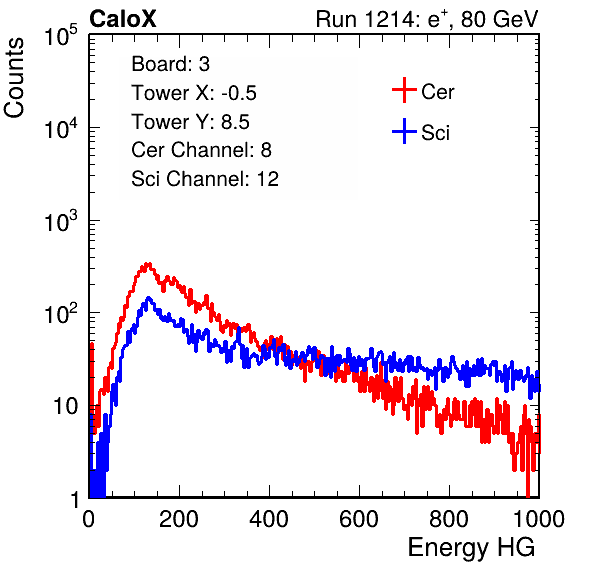 CaloX Run 1214: e⁺, 80 GeV
Counts
10⁵
10⁴
10³
10²
10
1
Board: 3
Tower X: -0.5
Tower Y: 8.5
Cer Channel: 8
Sci Channel: 12
Cer
Sci
0 200 400 600 800 1000
Energy HG